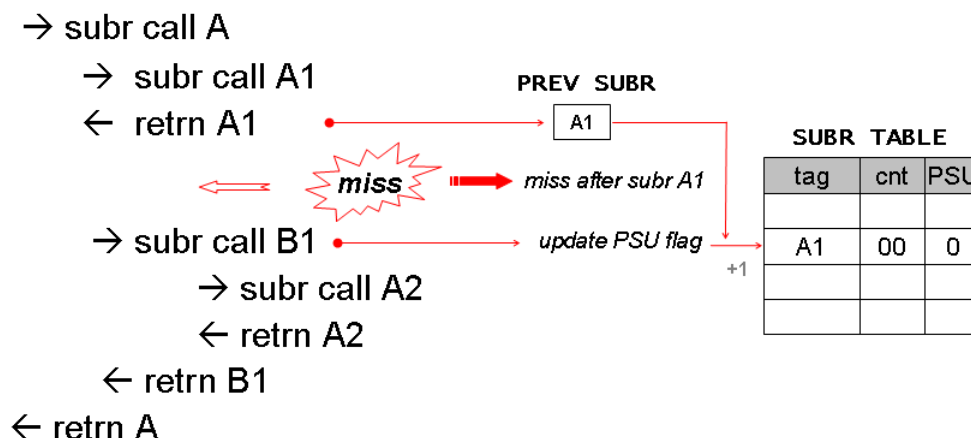 → subr call A
→ subr call A1
← retrn A1
PREV SUBR
A1
miss
miss after subr A1
→ subr call B1
update PSU flag
+1
→ subr call A2
← retrn A2
← retrn B1
← retrn A
SUBR TABLE
tag cnt PSU
A1 00 0